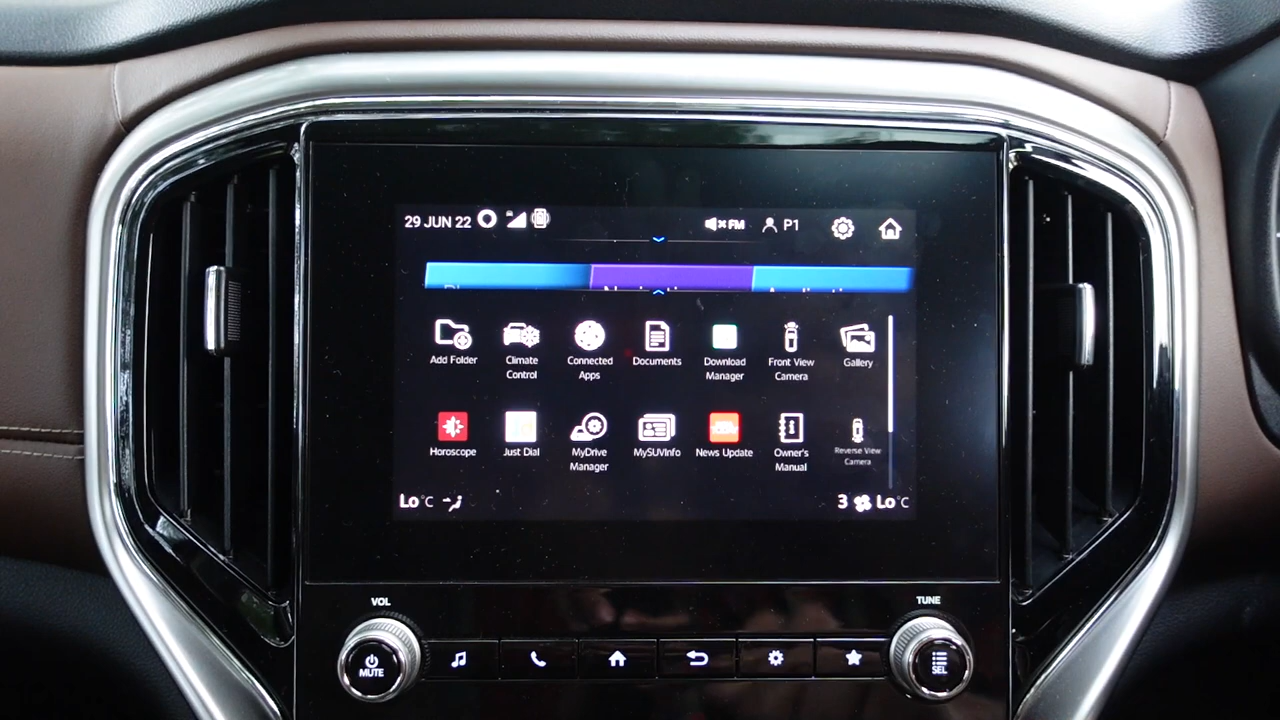 29 JUN 22
FM P1
Add Folder
Climate
Control
Connected
Apps
Documents
Download
Manager
Front View
Camera
Gallery
Horoscope
Just Dial
MyDrive
Manager
MySUVInfo
News Update
Owner's
Manual
Reverse View
Camera
Lo°C
3 Lo°C
VOL
TUNE
MUTE
SEL